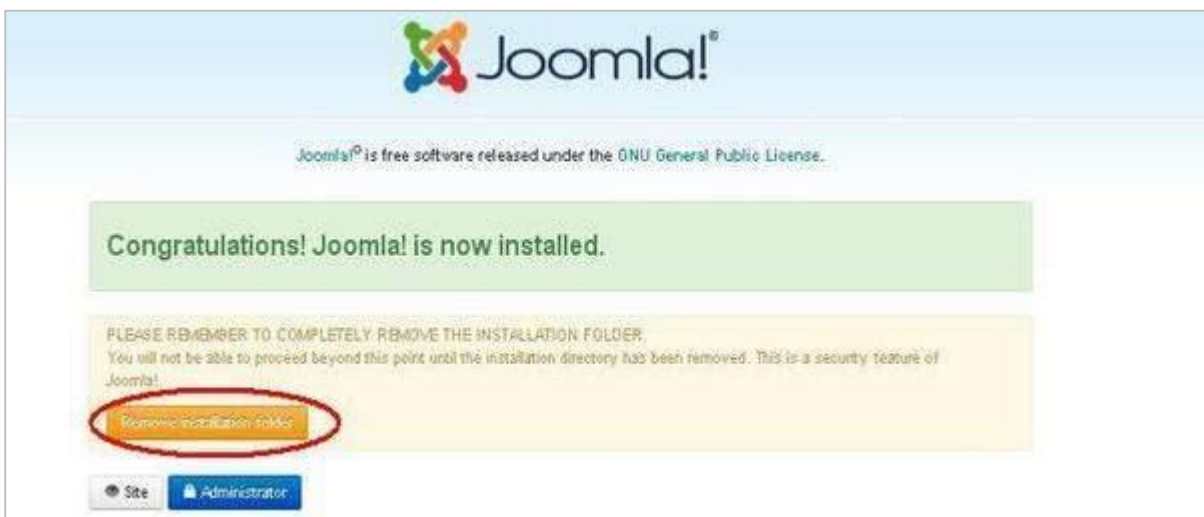 Joomla!®
Joomla!® is free software released under the GNU General Public License.
Congratulations! Joomla! is now installed.
PLEASE REMEMBER TO COMPLETELY REMOVE THE INSTALLATION FOLDER.
You will not be able to proceed beyond this point until the installation directory has been removed. This is a security feature of
Joomla!
Remove installation folder
Site Administrator